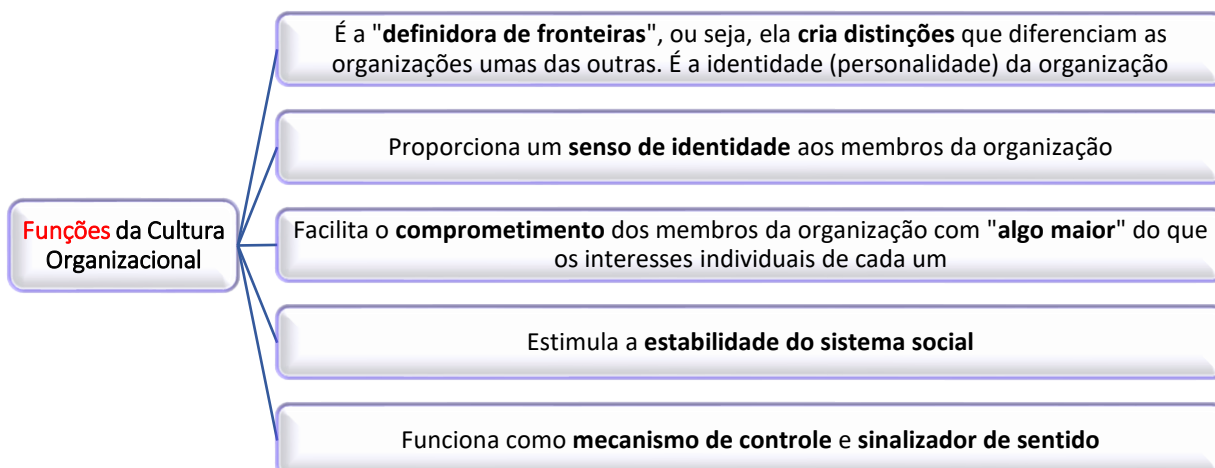 É a "definidora de fronteiras", ou seja, ela cria distinções que diferenciam as
organizações umas das outras. É a identidade (personalidade) da organização
Proporciona um senso de identidade aos membros da organização
Funções da Cultura
Organizacional
Facilita o comprometimento dos membros da organização com "algo maior" do que
os interesses individuais de cada um
Estimula a estabilidade do sistema social
Funciona como mecanismo de controle e sinalizador de sentido